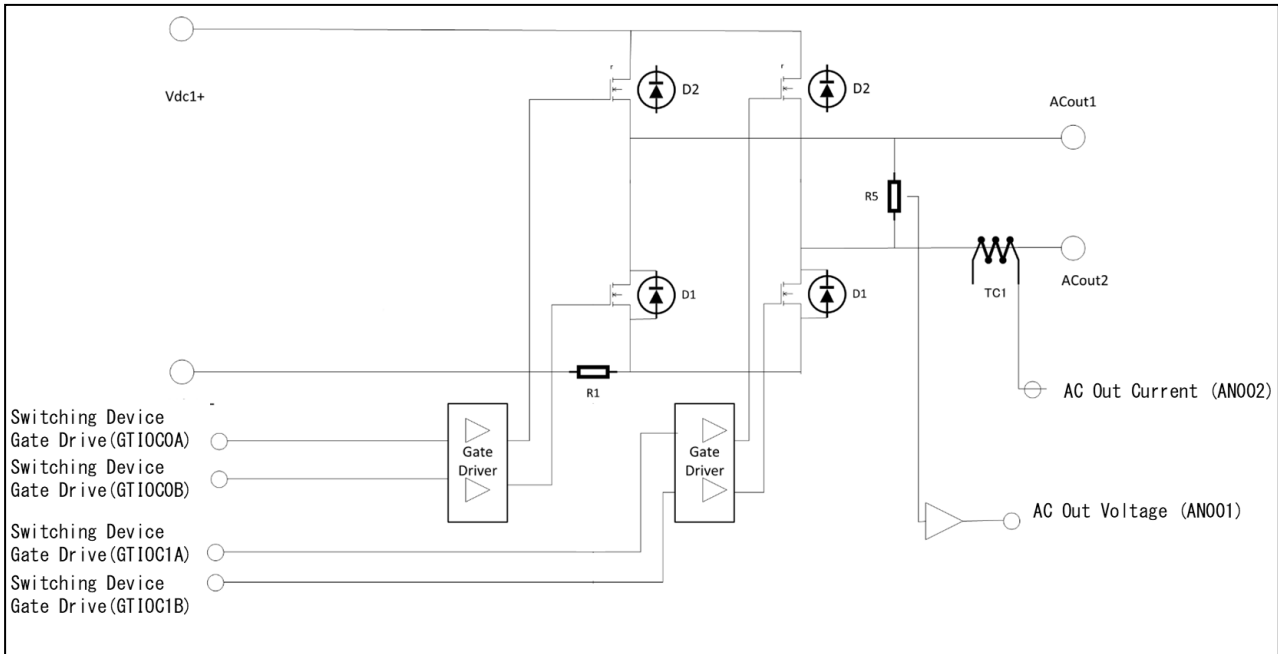 r
r
D2
D2
Vdc1+
ACout1
R5
D1
D1
ACout2
TC1
R1
AC Out Current (AN002)
-
Switching Device
Gate Drive(GTIOC0A)
Switching Device
Gate Drive(GTIOC0B)
Gate
Driver
Gate
Driver
AC Out Voltage (AN001)
Switching Device
Gate Drive(GTIOC1A)
Switching Device
Gate Drive(GTIOC1B)